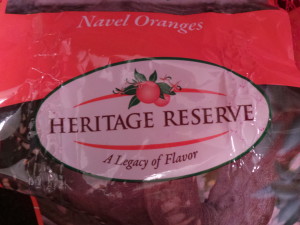 Navel Oranges
HERITAGE RESERVE
A Legacy of Flavor